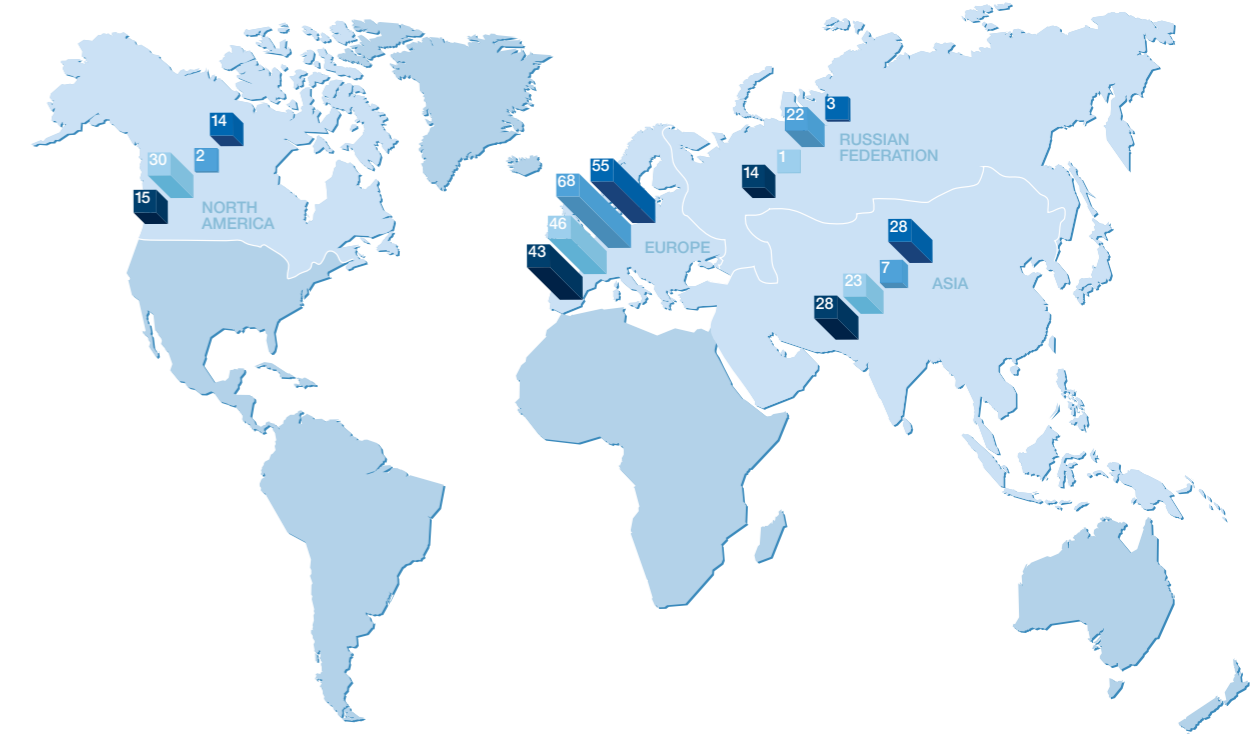 14
2
30
15
NORTH
AMERICA
55
68
46
43
EUROPE
3
22
1
14
RUSSIAN
FEDERATION
28
7
23
28
ASIA